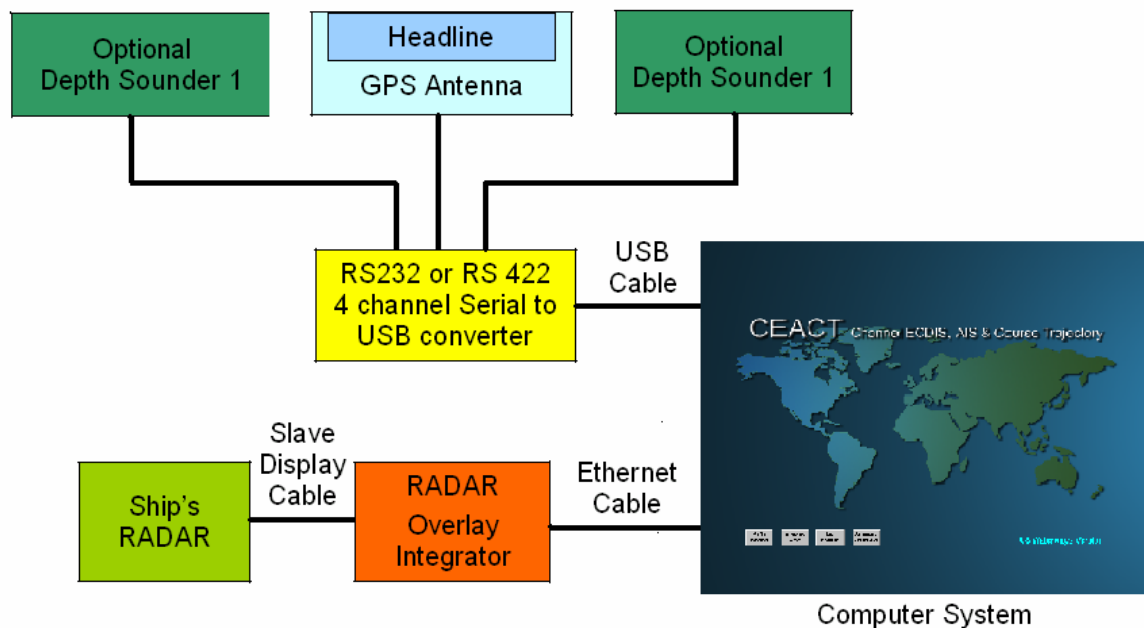 Optional
Depth Sounder 1
Headline
GPS Antenna
Optional
Depth Sounder 1
RS232 or RS 422
4 channel Serial to
USB converter
USB
Cable
CEACT Channel ECDIS, AIS & Course Trajectory
Slave
Display
Cable
Ship's
RADAR
RADAR
Overlay
Integrator
Ethernet
Cable
Computer System